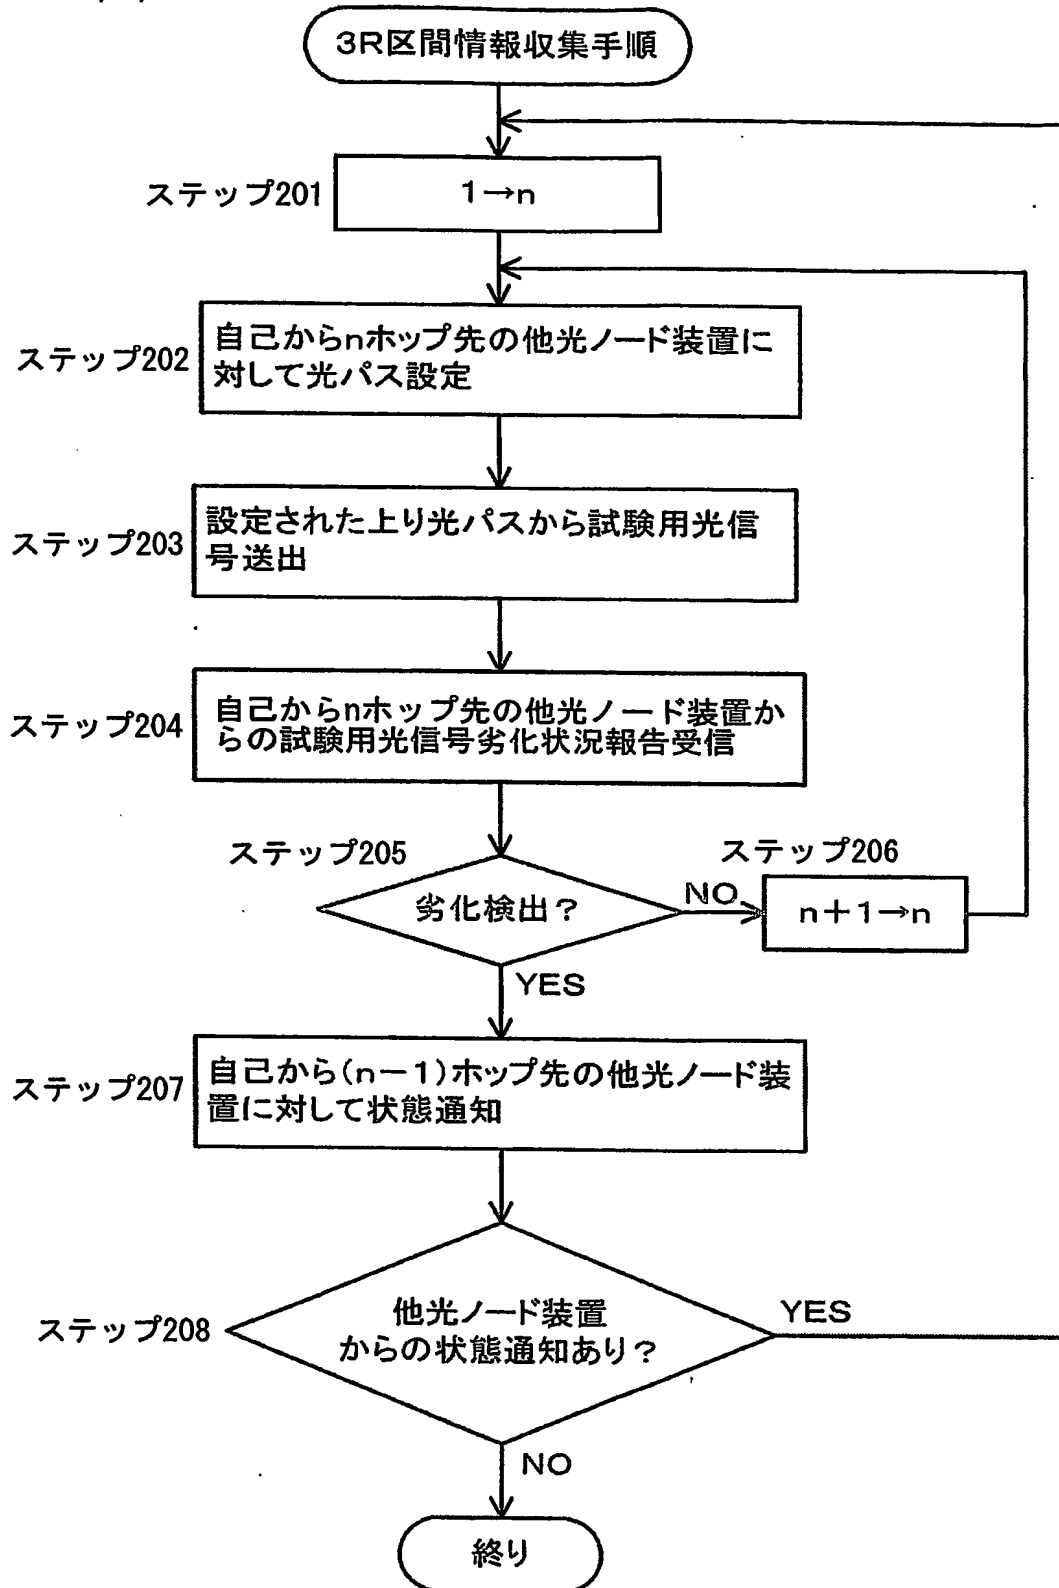 3R区間情報収集手順
ステップ201
1→n
ステップ202
自己からnホップ先の他光ノード装置に
対して光パス設定
ステップ203
設定された上り光パスから試験用光信
号送出
ステップ204
自己からnホップ先の他光ノード装置か
らの試験用光信号劣化状況報告受信
ステップ205
劣化検出?
NO
ステップ206
n+1→n
YES
ステップ207
自己から(n-1)ホップ先の他光ノード装
置に対して状態通知
ステップ208
他光ノード装置
からの状態通知あり?
YES
NO
終り